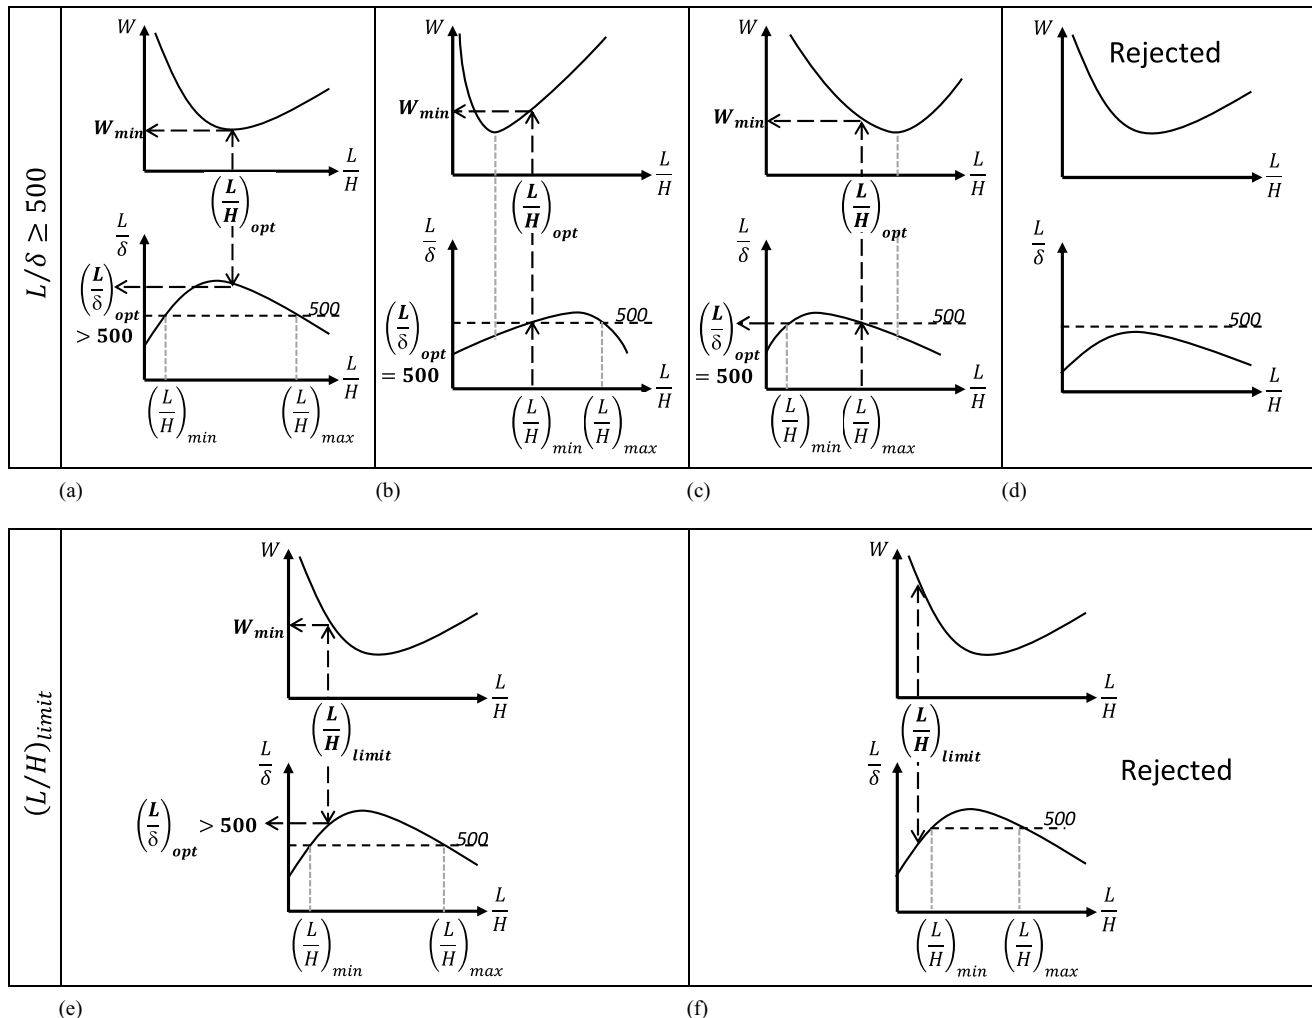 L/δ ≥ 500
W
W_min
L/H
(L/H)_opt
L/δ
(L/δ)_opt > 500
500
L/H
(L/H)_min (L/H)_max
W
W_min
L/H
(L/H)_opt
L/δ
(L/δ)_opt = 500
500
L/H
(L/H)_min (L/H)_max
W
W_min
L/H
(L/H)_opt
L/δ
(L/δ)_opt = 500
500
L/H
(L/H)_min (L/H)_max
W
Rejected
L/H
L/δ
500
L/H
(a) (b) (c) (d)
(L/H)_limit
W
W_min
L/H
(L/H)_limit
L/δ
(L/δ)_opt > 500
500
L/H
(L/H)_min (L/H)_max
W
L/H
(L/H)_limit
L/δ
Rejected
500
L/H
(L/H)_min (L/H)_max
(e) (f)